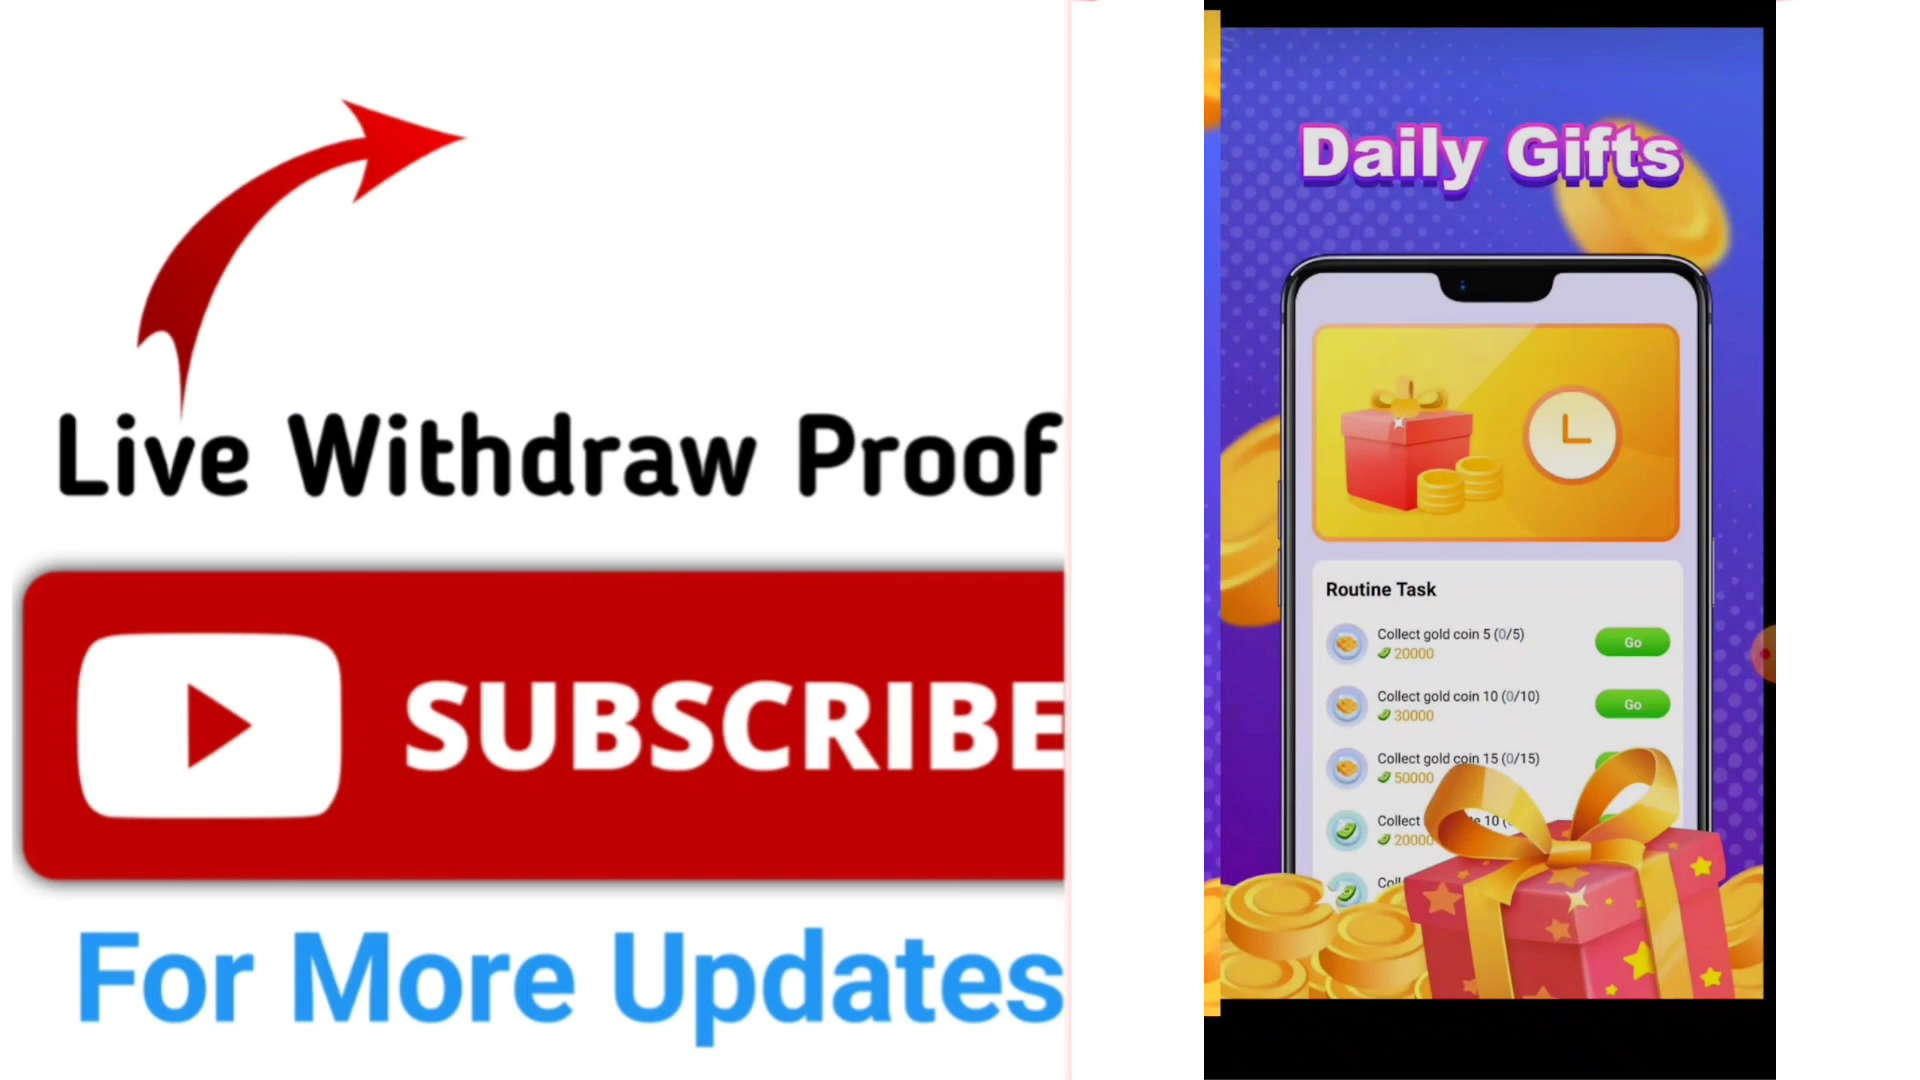 Live Withdraw Proof
SUBSCRIBE
For More Updates
Daily Gifts
Routine Task
Collect gold coin 5 (0/5)
20000
Go
Collect gold coin 10 (0/10)
30000
Go
Collect gold coin 15 (0/15)
50000
Collect
10 (
20000